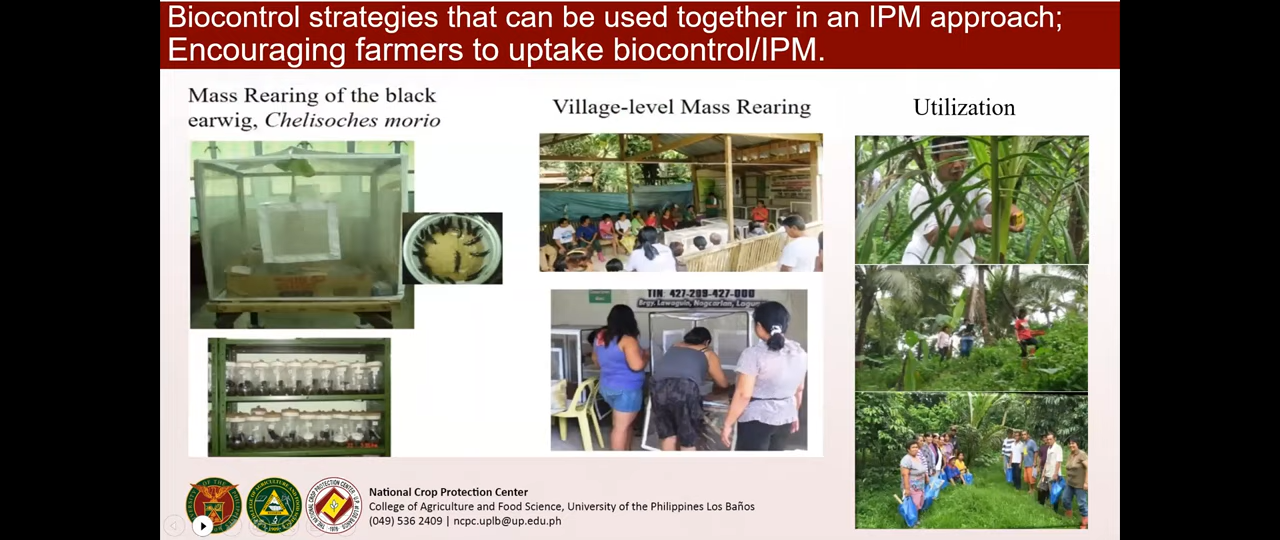 Biocontrol strategies that can be used together in an IPM approach;
Encouraging farmers to uptake biocontrol/IPM.
Mass Rearing of the black
earwig, Chelisoches morio
Village-level Mass Rearing
Utilization
TIN: 427-209-427-000
Brgy. Lawaguin, Nagcarlan, Laguna
National Crop Protection Center
College of Agriculture and Food Science, University of the Philippines Los Baños
(049) 536 2409 | ncpc.uplb@up.edu.ph